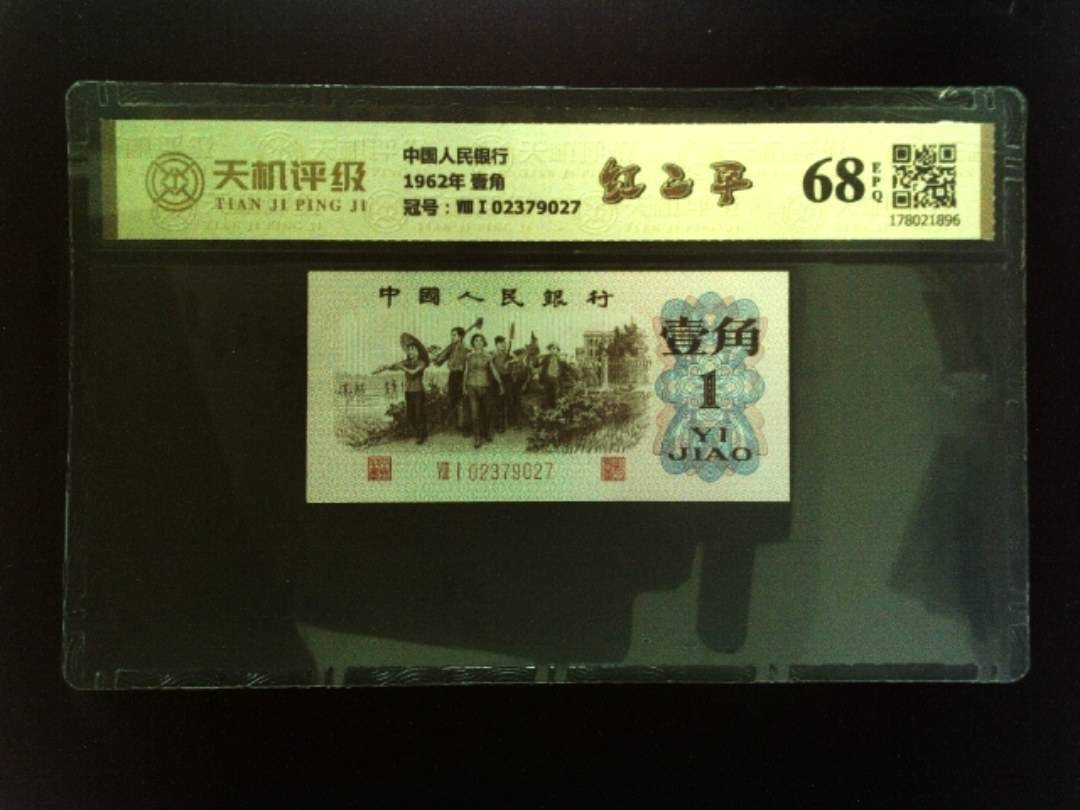 天机评级
TIAN JI PING JI
中国人民银行
1962年 壹角
冠号：Ⅷ Ⅰ 02379027
红二平
68
EPQ
178021896
中國人民銀行
壹角
1
YI
JIAO
Ⅷ Ⅰ 02379027